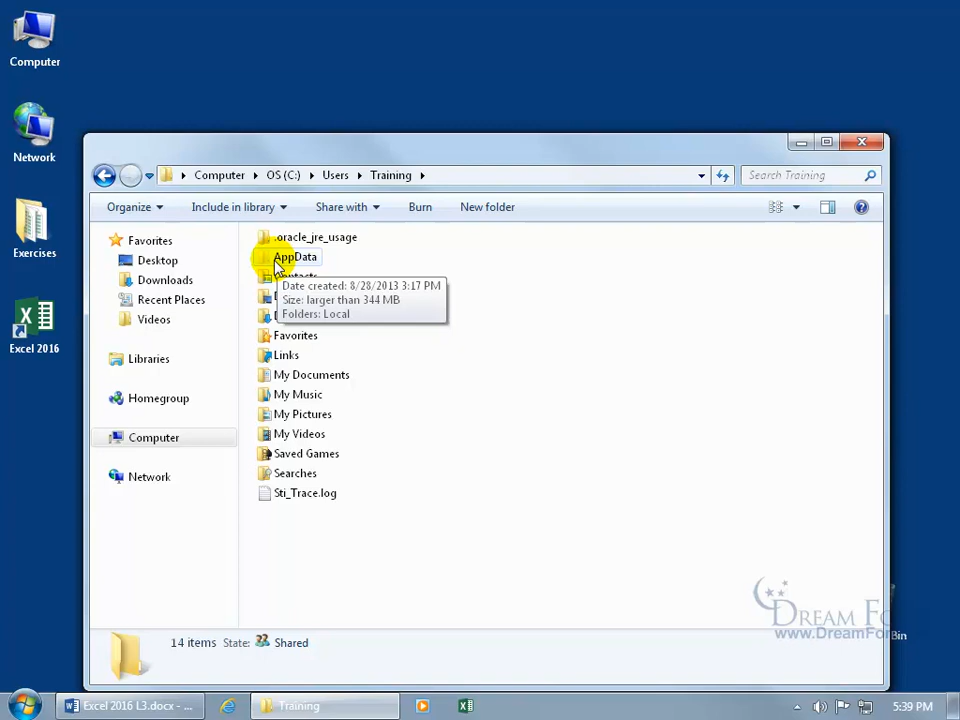 Computer
Network
Exercises
Excel 2016
Computer
OS (C:)
Users
Training
Search Training
Organize
Include in library
Share with
Burn
New folder
Favorites
Desktop
Downloads
Recent Places
Videos
Libraries
Homegroup
Computer
Network
.oracle_jre_usage
AppData
Date created: 8/28/2013 3:17 PM
Size: larger than 344 MB
Folders: Local
Favorites
Links
My Documents
My Music
My Pictures
My Videos
Saved Games
Searches
Sti_Trace.log
DREAM FO
www.DreamFor
Bin
14 items
State:
Shared
Excel 2016 L3.docx - ...
Training
5:39 PM